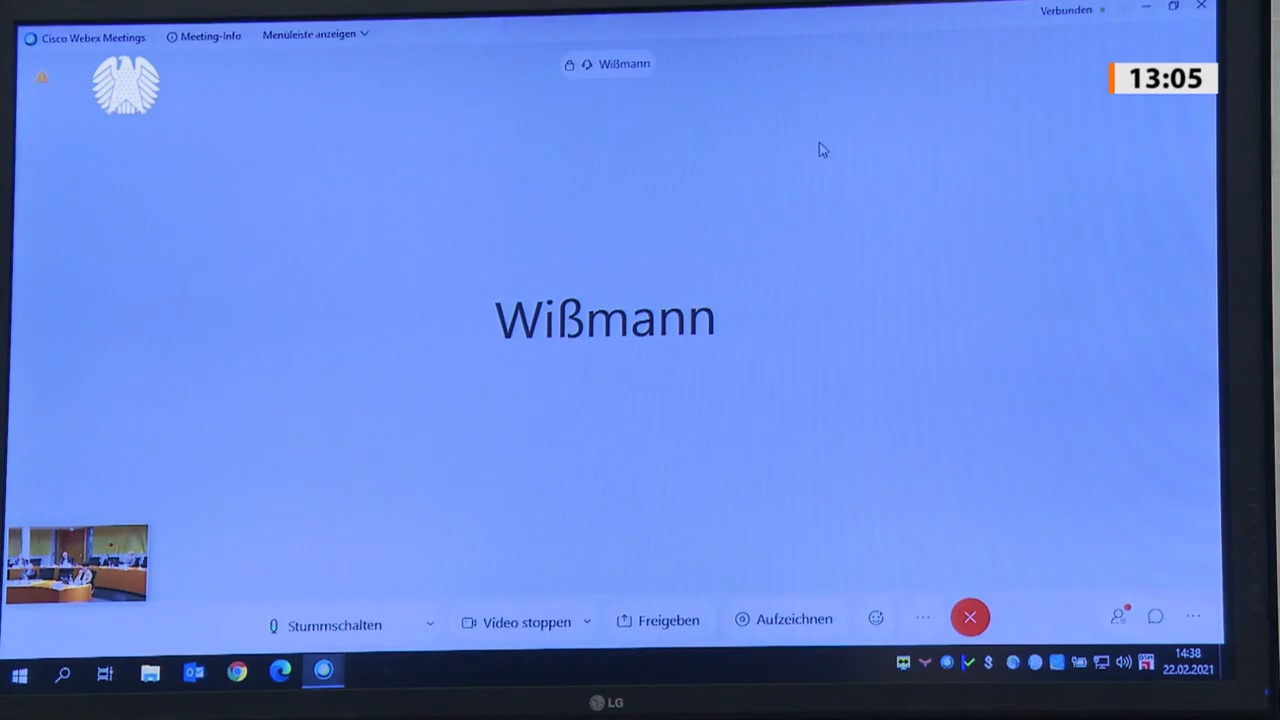 Cisco Webex Meetings
Meeting-Info
Menüleiste anzeigen
Verbunden
Wißmann
13:05
Wißmann
Stummschalten
Video stoppen
Freigeben
Aufzeichnen
14:38
22.02.2021
LG